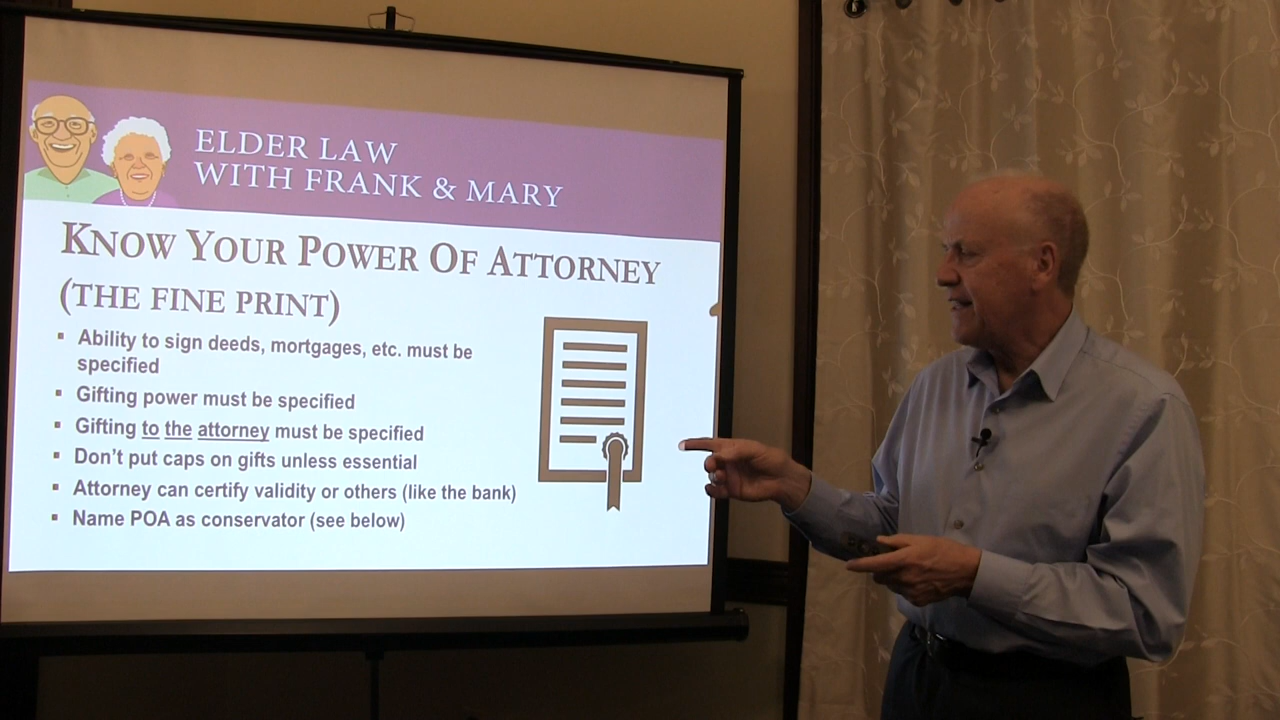 ELDER LAW
WITH FRANK & MARY
KNOW YOUR POWER OF ATTORNEY
(THE FINE PRINT)
▪ Ability to sign deeds, mortgages, etc. must be
specified
▪ Gifting power must be specified
▪ Gifting to the attorney must be specified
▪ Don't put caps on gifts unless essential
▪ Attorney can certify validity or others (like the bank)
▪ Name POA as conservator (see below)